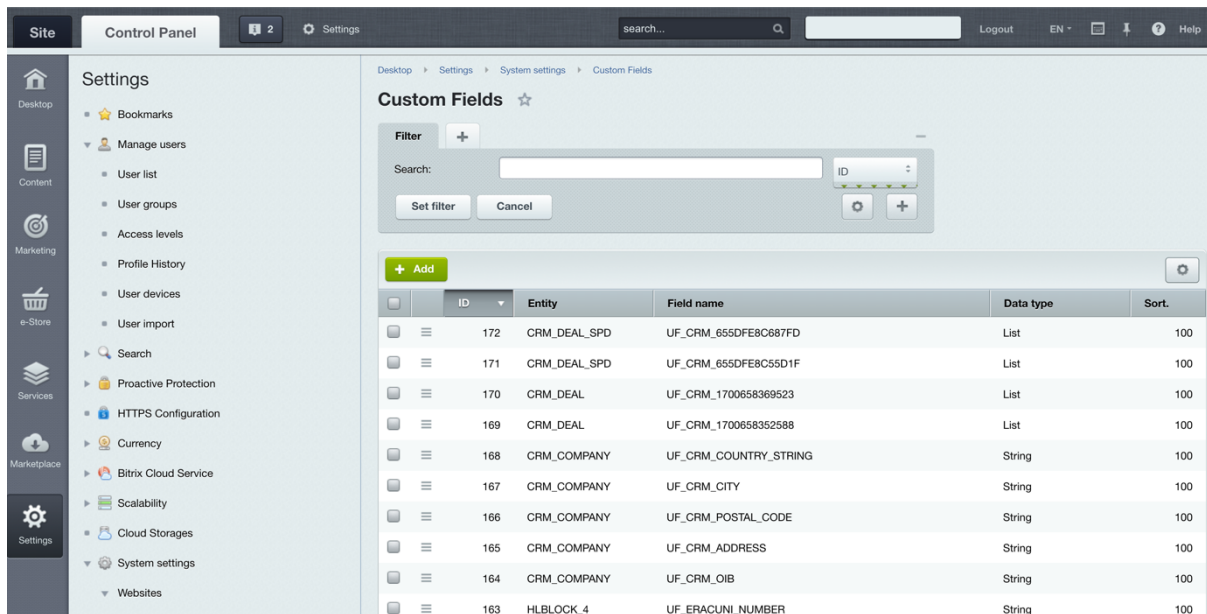 Site
Control Panel
2
Settings
search...
Logout
EN
Help
Desktop
Content
Marketing
e-Store
Services
Marketplace
Settings
Settings
Bookmarks
Manage users
User list
User groups
Access levels
Profile History
User devices
User import
Search
Proactive Protection
HTTPS Configuration
Currency
Bitrix Cloud Service
Scalability
Cloud Storages
System settings
Websites
Desktop Settings System settings Custom Fields
Custom Fields
Filter +
Search: ID
Set filter Cancel
+ Add
ID Entity Field name Data type Sort.
172 CRM_DEAL_SPD UF_CRM_655DFE8C687FD List 100
171 CRM_DEAL_SPD UF_CRM_655DFE8C55D1F List 100
170 CRM_DEAL UF_CRM_1700658369523 List 100
169 CRM_DEAL UF_CRM_1700658352588 List 100
168 CRM_COMPANY UF_CRM_COUNTRY_STRING String 100
167 CRM_COMPANY UF_CRM_CITY String 100
166 CRM_COMPANY UF_CRM_POSTAL_CODE String 100
165 CRM_COMPANY UF_CRM_ADDRESS String 100
164 CRM_COMPANY UF_CRM_OIB String 100
163 HLBLOCK_4 UF_ERACUNI_NUMBER String 100